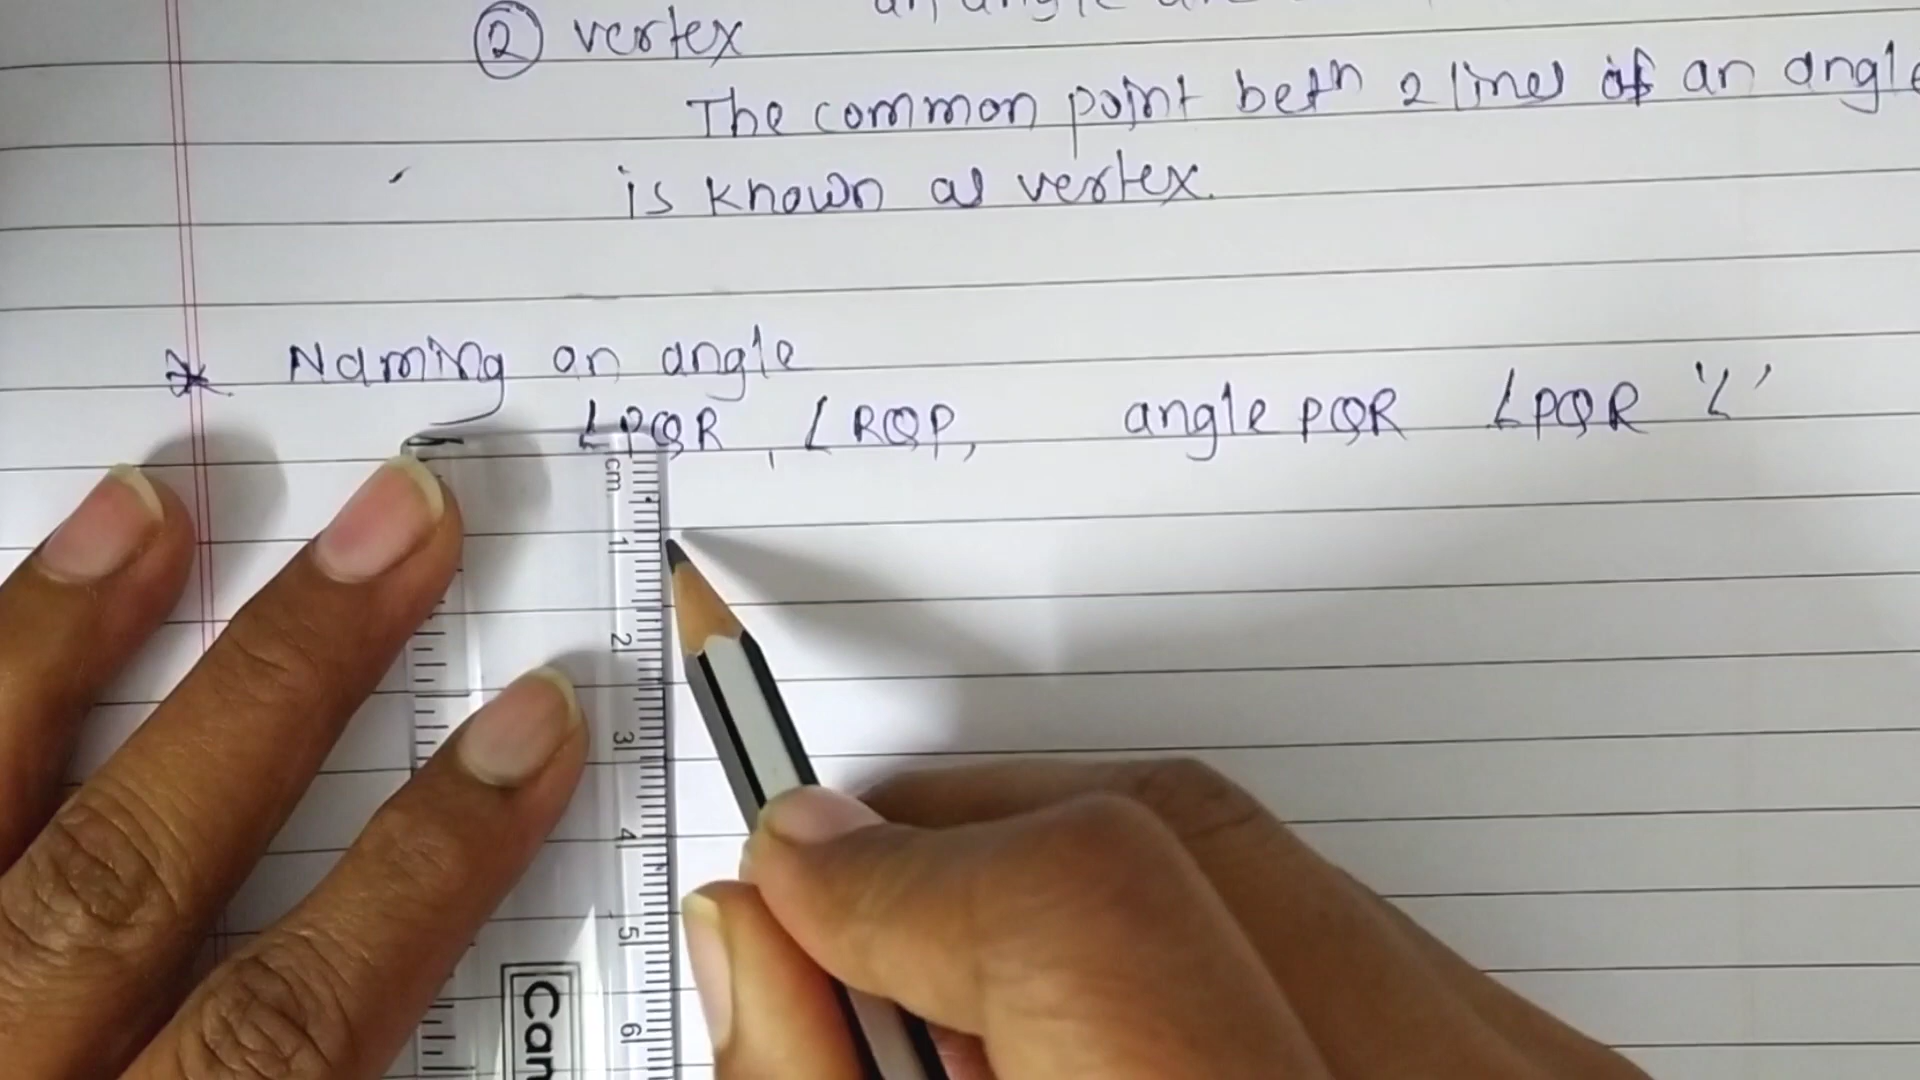 ② vertex
The common point betn 2 lines of an angle
is known as vertex.
* Naming an angle
∠PQR, ∠RQP, angle PQR ∠PQR '∠'
cm
1
2
3
4
5
6
Cam